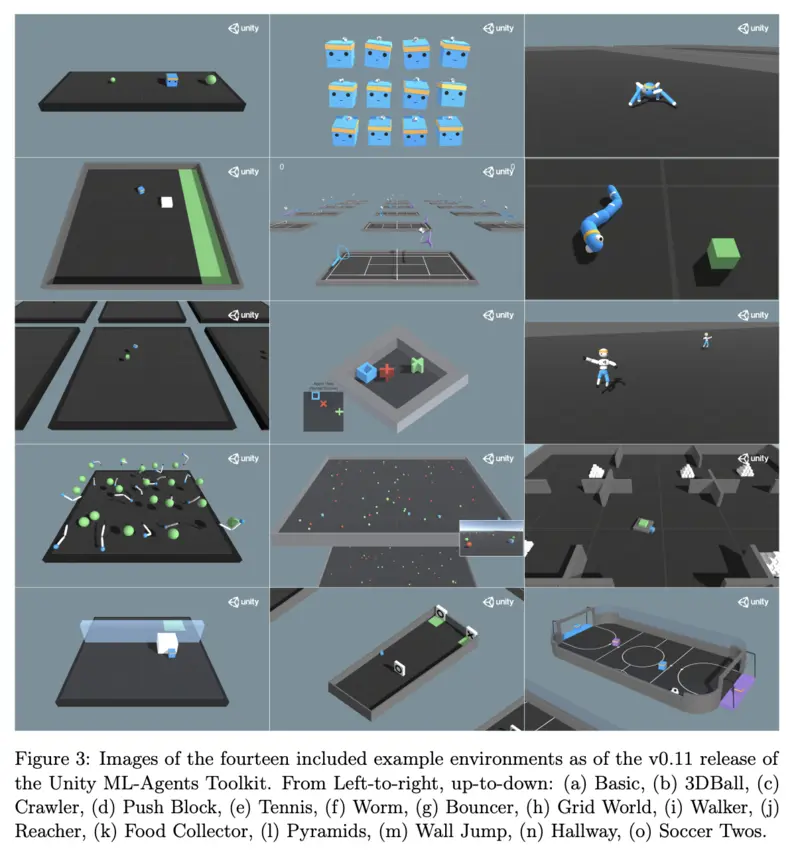 unity
unity
unity
0
0
unity
unity
unity
unity
unity
unity
unity
unity
unity
unity
Figure 3: Images of the fourteen included example environments as of the v0.11 release of
the Unity ML-Agents Toolkit. From Left-to-right, up-to-down: (a) Basic, (b) 3DBall, (c)
Crawler, (d) Push Block, (e) Tennis, (f) Worm, (g) Bouncer, (h) Grid World, (i) Walker, (j)
Reacher, (k) Food Collector, (l) Pyramids, (m) Wall Jump, (n) Hallway, (o) Soccer Twos.